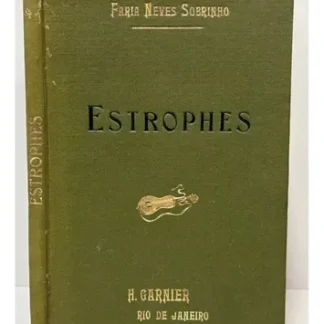 FARIA NEVES SOBRINHO
ESTROPHES
H. GARNIER
RIO DE JANEIRO
ESTROPHES